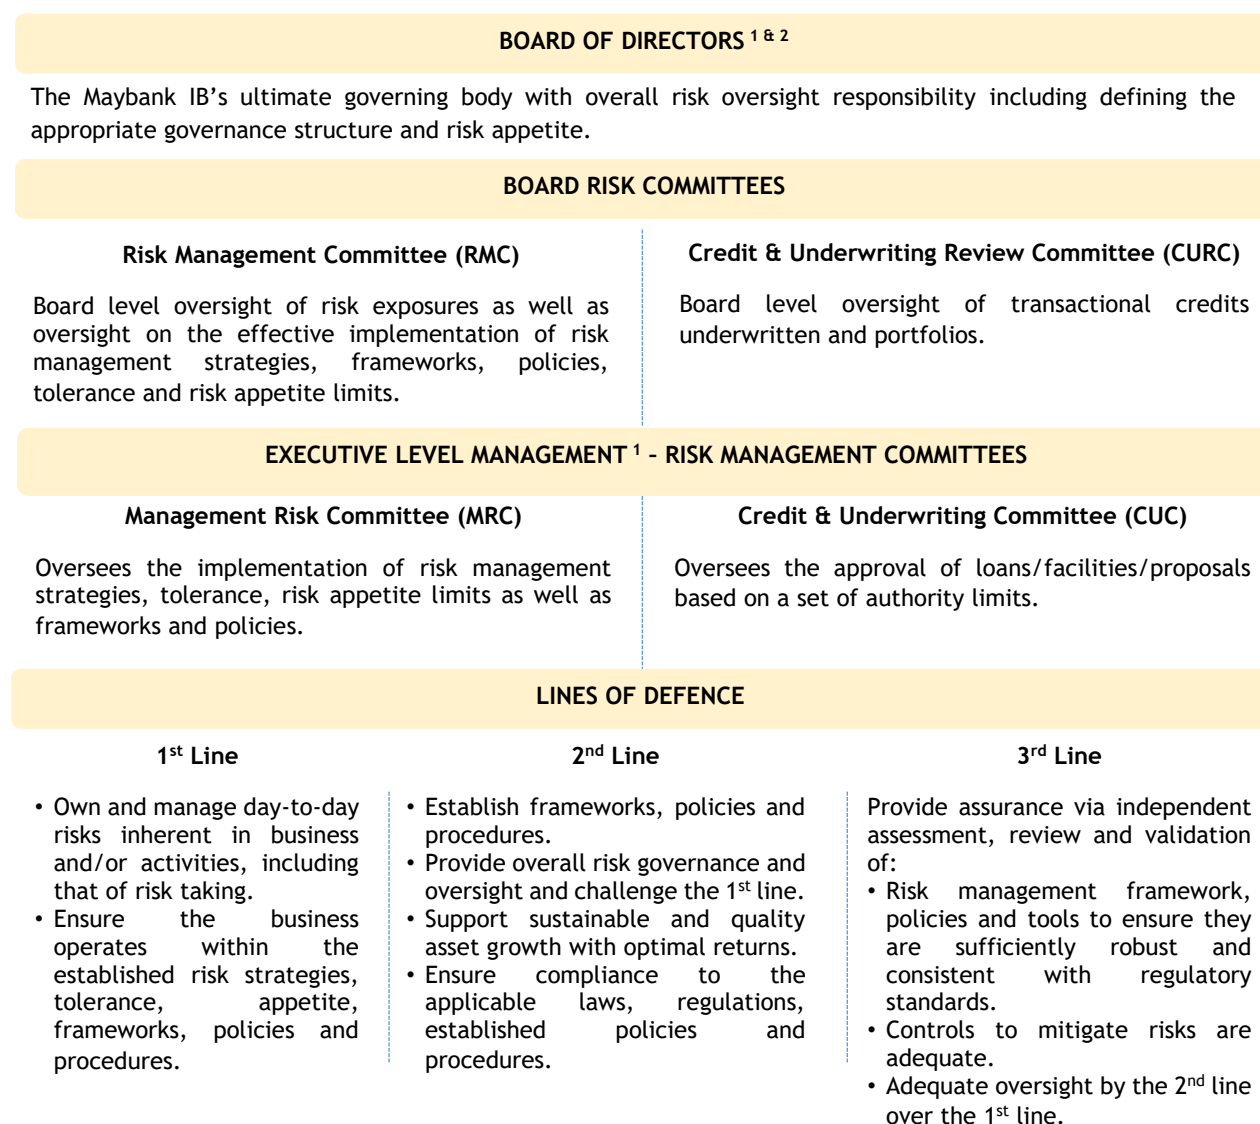 BOARD OF DIRECTORS 1 & 2
The Maybank IB's ultimate governing body with overall risk oversight responsibility including defining the
appropriate governance structure and risk appetite.
BOARD RISK COMMITTEES
Risk Management Committee (RMC)
Board level oversight of risk exposures as well as
oversight on the effective implementation of risk
management strategies, frameworks, policies,
tolerance and risk appetite limits.
Credit & Underwriting Review Committee (CURC)
Board level oversight of transactional credits
underwritten and portfolios.
EXECUTIVE LEVEL MANAGEMENT 1 – RISK MANAGEMENT COMMITTEES
Management Risk Committee (MRC)
Oversees the implementation of risk management
strategies, tolerance, risk appetite limits as well as
frameworks and policies.
Credit & Underwriting Committee (CUC)
Oversees the approval of loans/facilities/proposals
based on a set of authority limits.
LINES OF DEFENCE
1st Line
• Own and manage day-to-day
risks inherent in business
and/or activities, including
that of risk taking.
• Ensure the business
operates within the
established risk strategies,
tolerance, appetite,
frameworks, policies and
procedures.
2nd Line
• Establish frameworks, policies and
procedures.
• Provide overall risk governance and
oversight and challenge the 1st line.
• Support sustainable and quality
asset growth with optimal returns.
• Ensure compliance to the
applicable laws, regulations,
established policies and
procedures.
3rd Line
Provide assurance via independent
assessment, review and validation
of:
• Risk management framework,
policies and tools to ensure they
are sufficiently robust and
consistent with regulatory
standards.
• Controls to mitigate risks are
adequate.
• Adequate oversight by the 2nd line
over the 1st line.